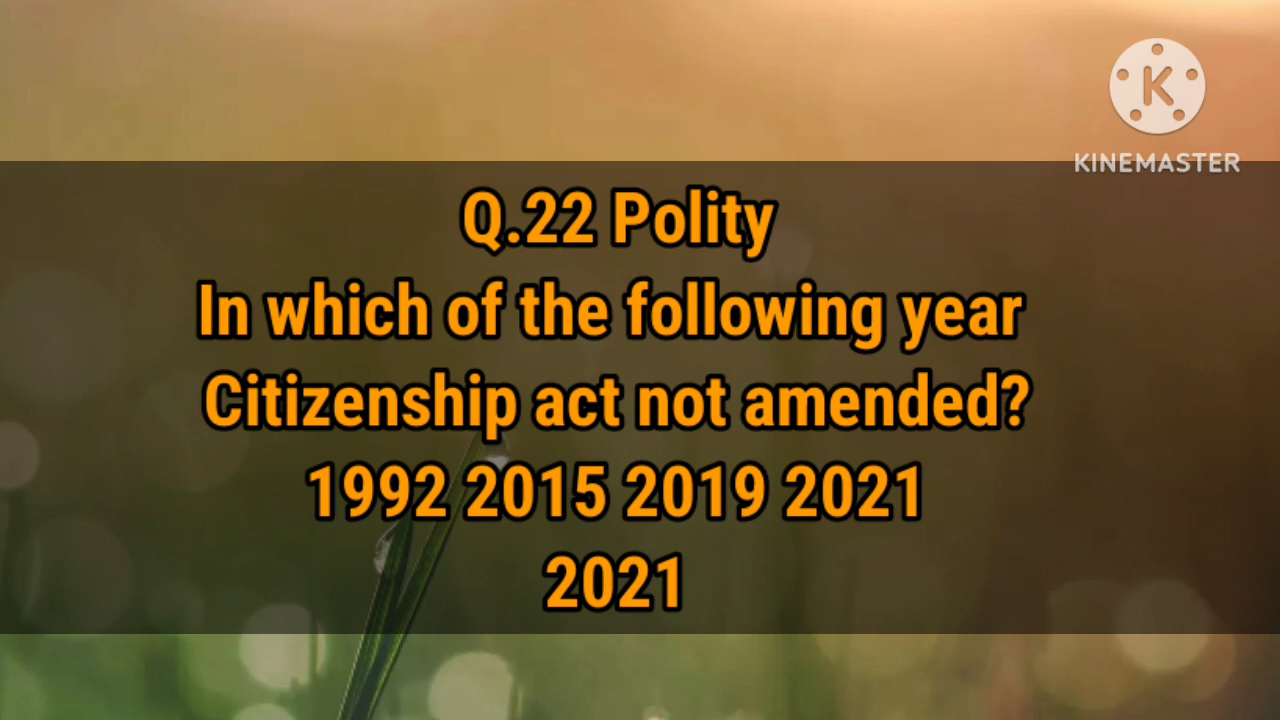 K
KINEMASTER
Q.22 Polity
In which of the following year
Citizenship act not amended?
1992 2015 2019 2021
2021